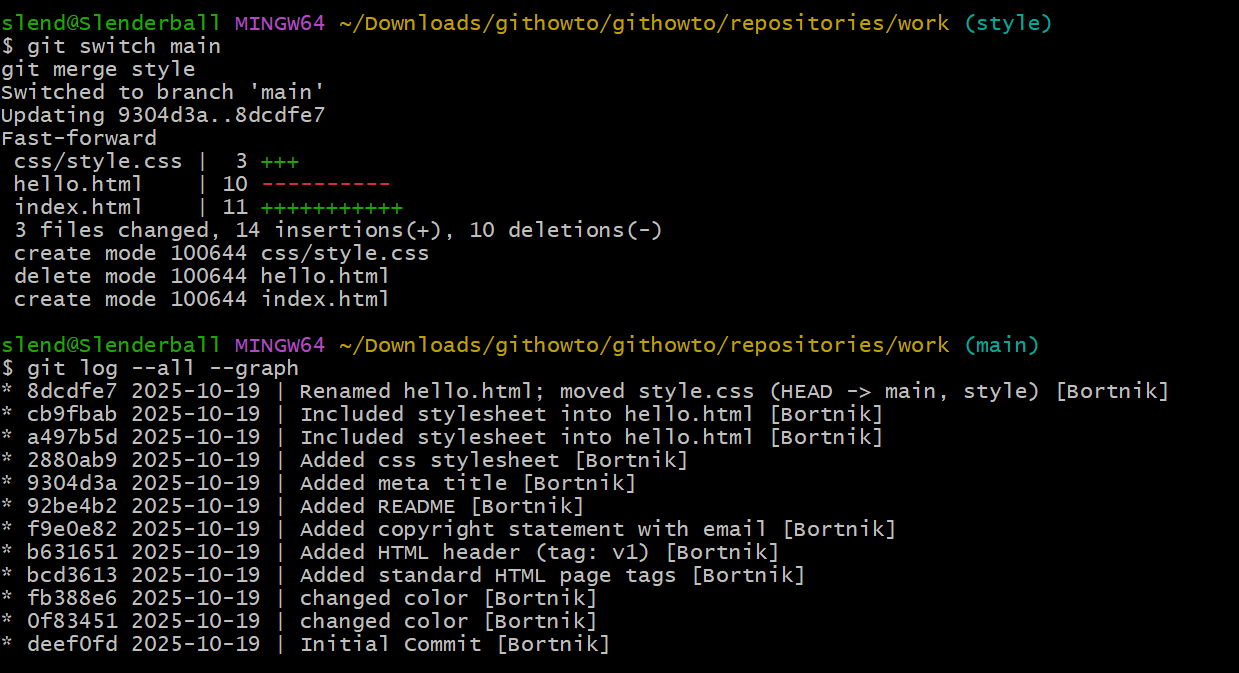 slend@Slenderball MINGW64 ~/Downloads/githowto/githowto/repositories/work (style)
$ git switch main
git merge style
Switched to branch 'main'
Updating 9304d3a..8dcdfe7
Fast-forward
 css/style.css |  3 +++
 hello.html    | 10 ----------
 index.html    | 11 +++++++++++
 3 files changed, 14 insertions(+), 10 deletions(-)
 create mode 100644 css/style.css
 delete mode 100644 hello.html
 create mode 100644 index.html

slend@Slenderball MINGW64 ~/Downloads/githowto/githowto/repositories/work (main)
$ git log --all --graph
* 8dcdfe7 2025-10-19 | Renamed hello.html; moved style.css (HEAD -> main, style) [Bortnik]
* cb9fbab 2025-10-19 | Included stylesheet into hello.html [Bortnik]
* a497b5d 2025-10-19 | Included stylesheet into hello.html [Bortnik]
* 2880ab9 2025-10-19 | Added css stylesheet [Bortnik]
* 9304d3a 2025-10-19 | Added meta title [Bortnik]
* 92be4b2 2025-10-19 | Added README [Bortnik]
* f9e0e82 2025-10-19 | Added copyright statement with email [Bortnik]
* b631651 2025-10-19 | Added HTML header (tag: v1) [Bortnik]
* bcd3613 2025-10-19 | Added standard HTML page tags [Bortnik]
* fb388e6 2025-10-19 | changed color [Bortnik]
* 0f83451 2025-10-19 | changed color [Bortnik]
* deef0fd 2025-10-19 | Initial Commit [Bortnik]